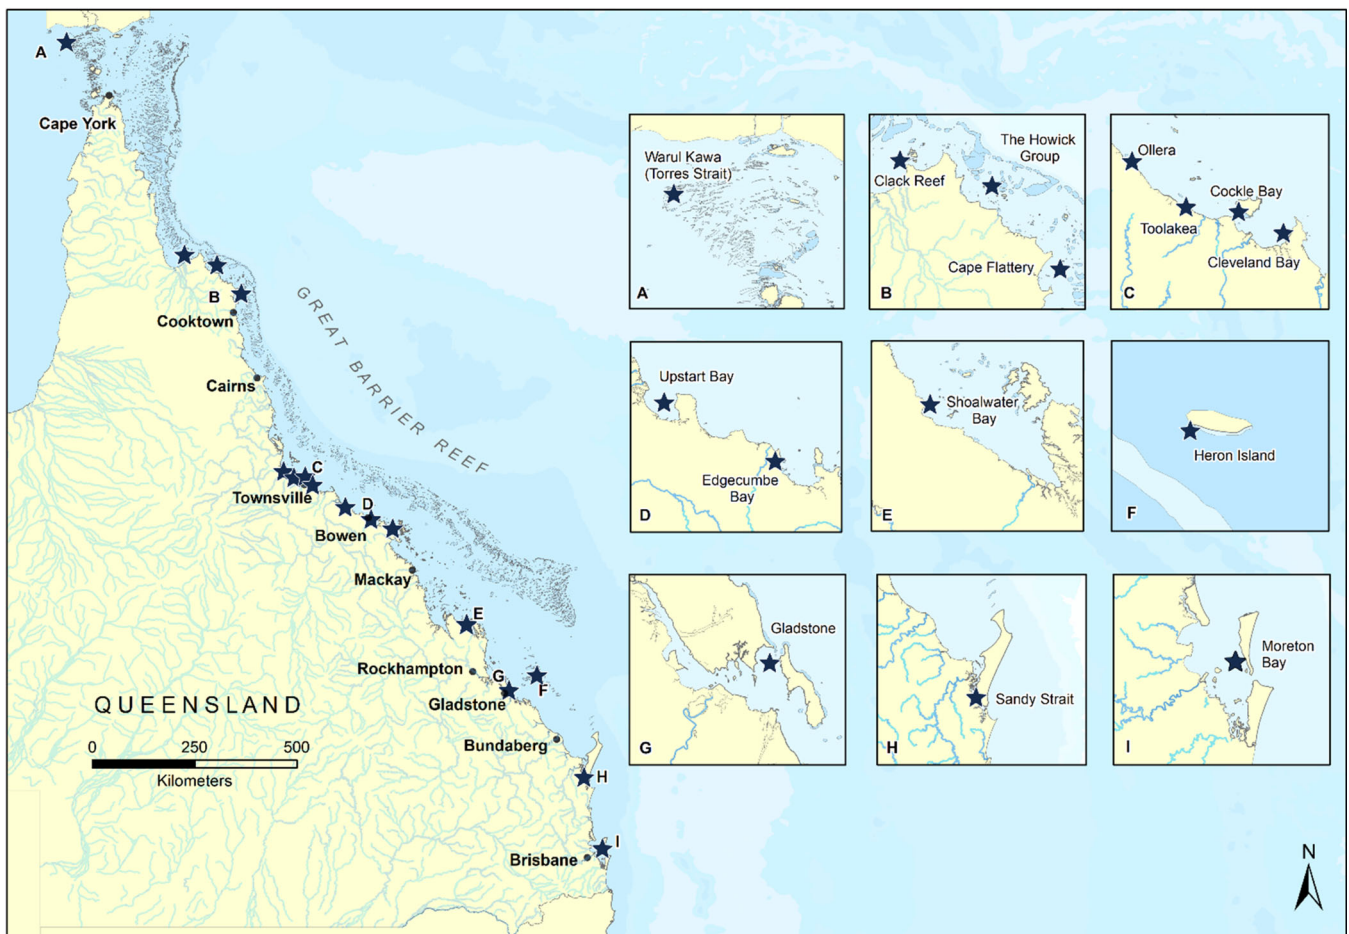 A
Cape York
B
Cooktown
Cairns
GREAT BARRIER REEF
C
Townsville
D
Bowen
Mackay
E
Rockhampton
G
F
Gladstone
QUEENSLAND
0 250 500
Kilometers
Bundaberg
H
I
Brisbane
Warul Kawa
(Torres Strait)
A
The Howick
Group
Clack Reef
Cape Flattery
B
Ollera
Cockle Bay
Toolakea
Cleveland Bay
C
Upstart Bay
Edgecumbe
Bay
D
Shoalwater
Bay
E
Heron Island
F
Gladstone
G
Sandy Strait
H
Moreton
Bay
I
N